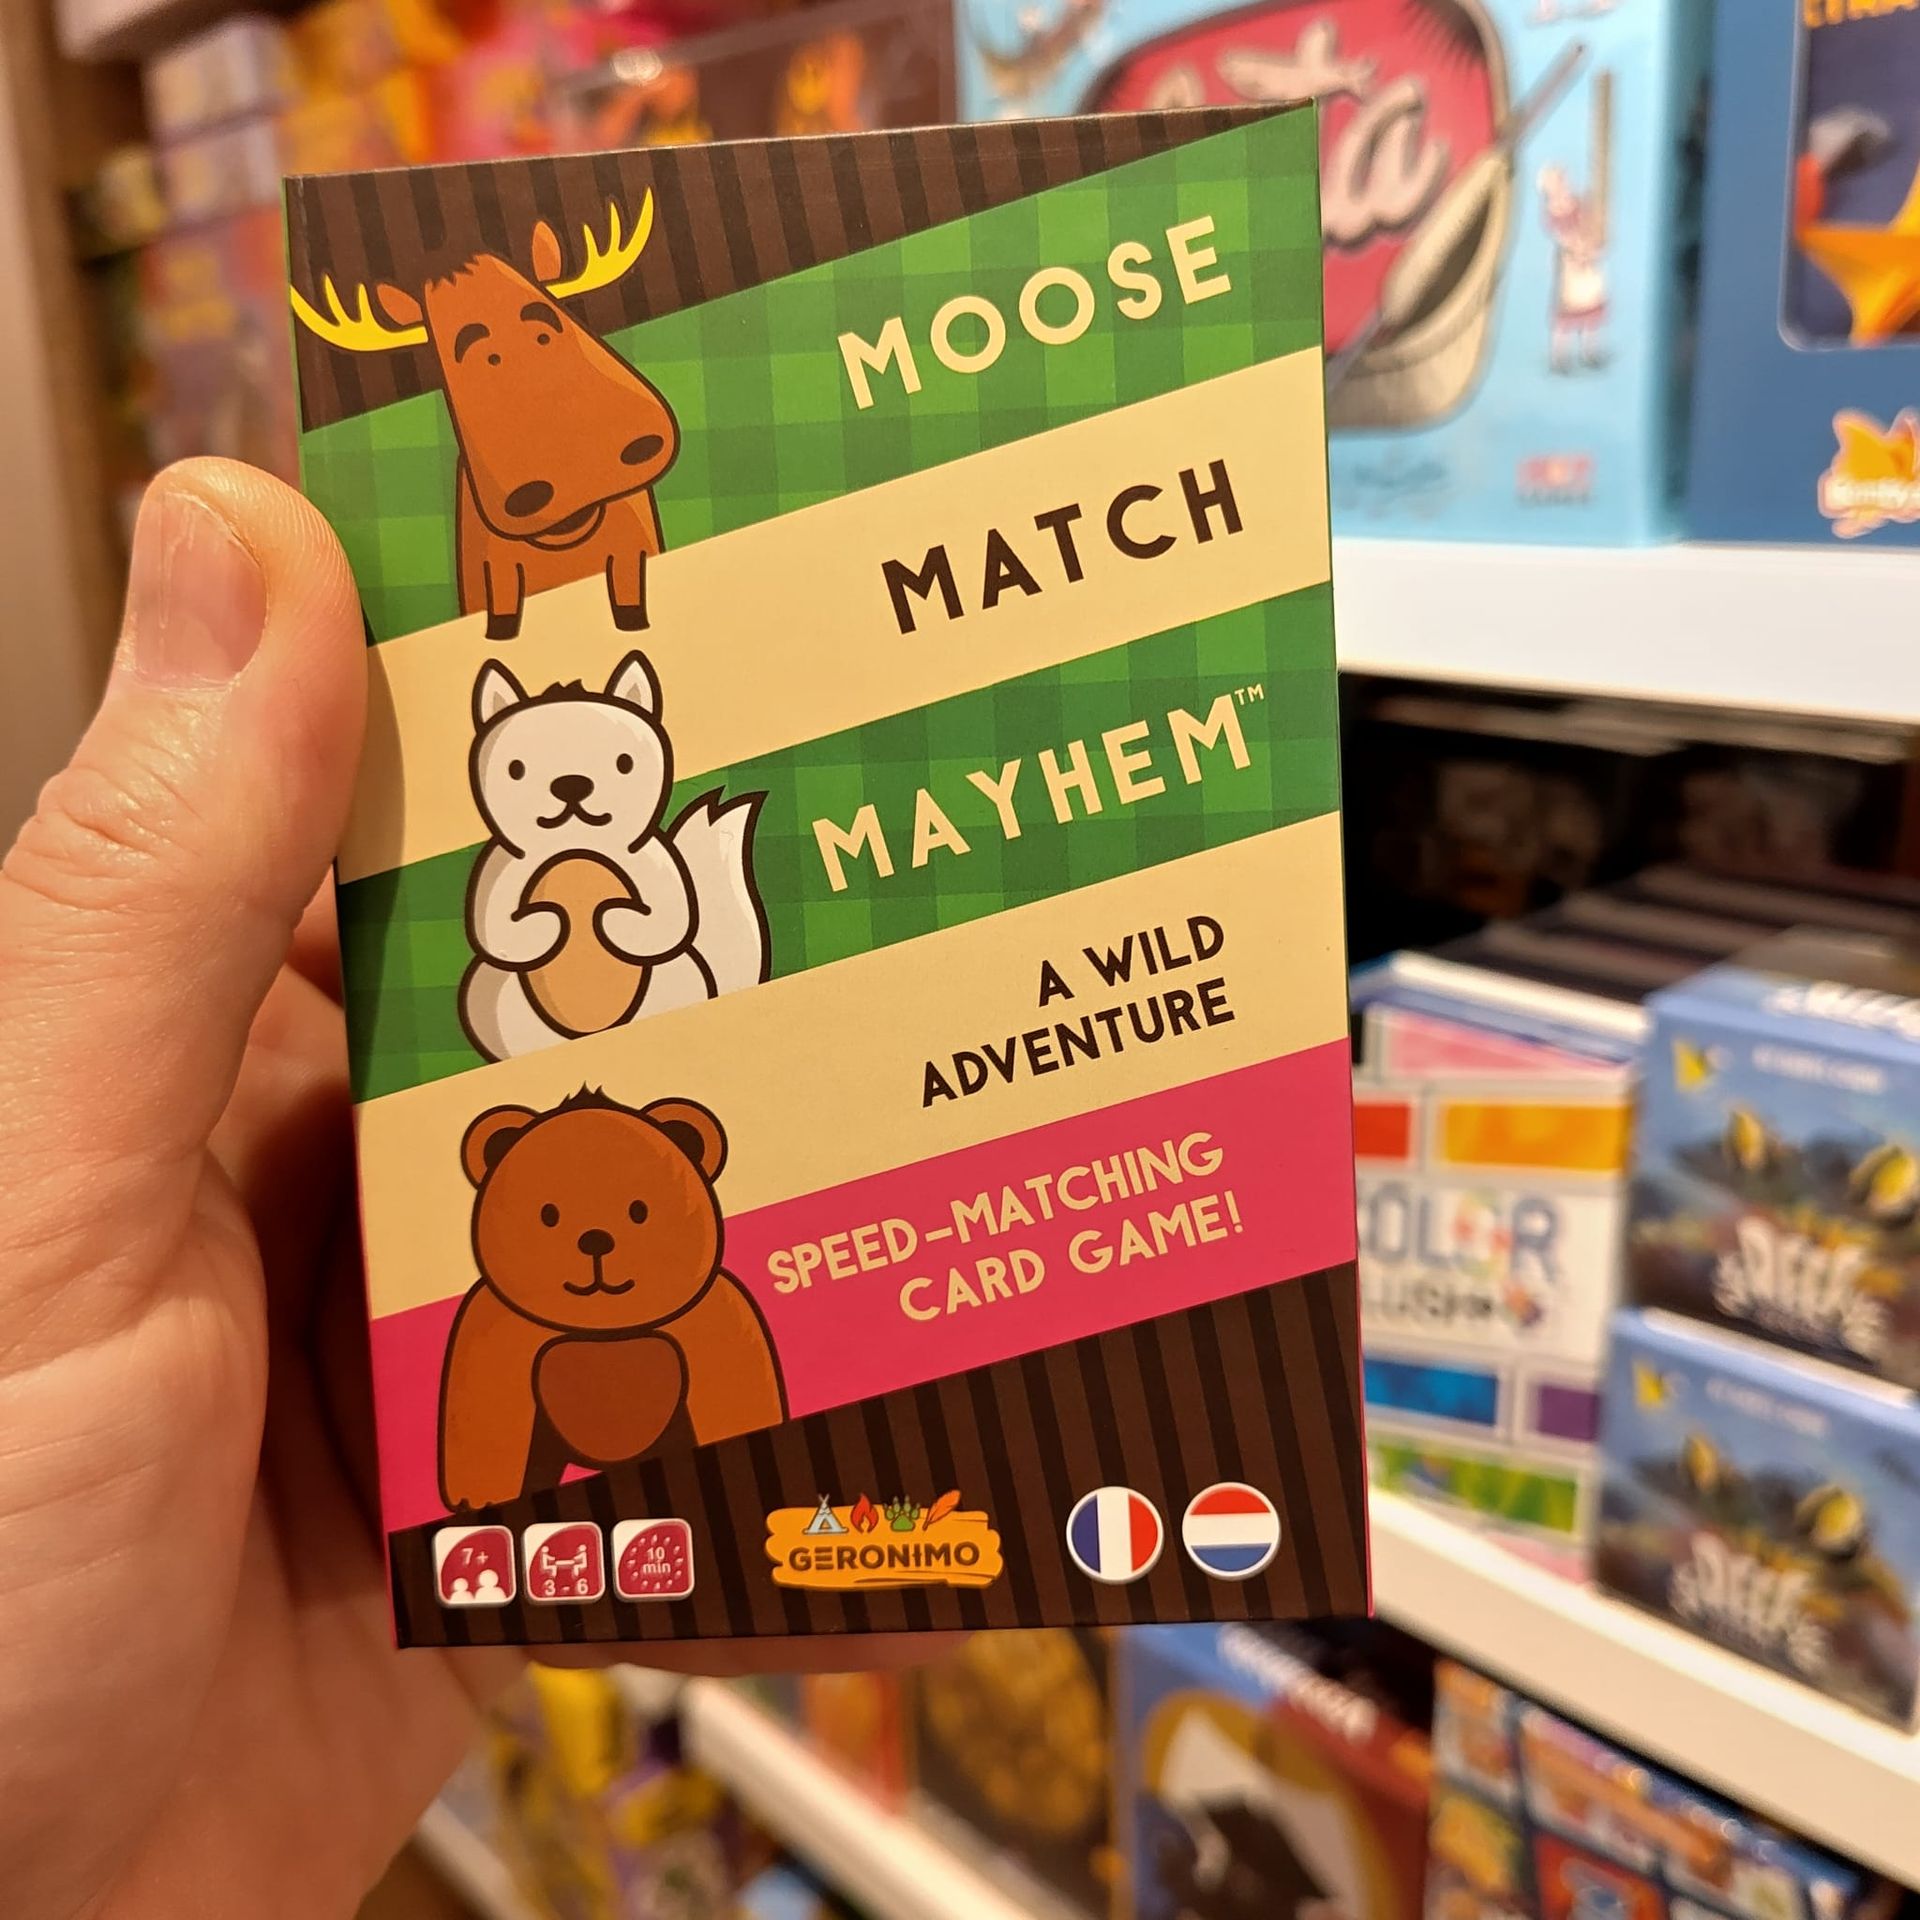 MOOSE
MATCH
MAYHEM™
A WILD
ADVENTURE
SPEED-MATCHING
CARD GAME!
7+
3 - 6
10
min
GERONIMO